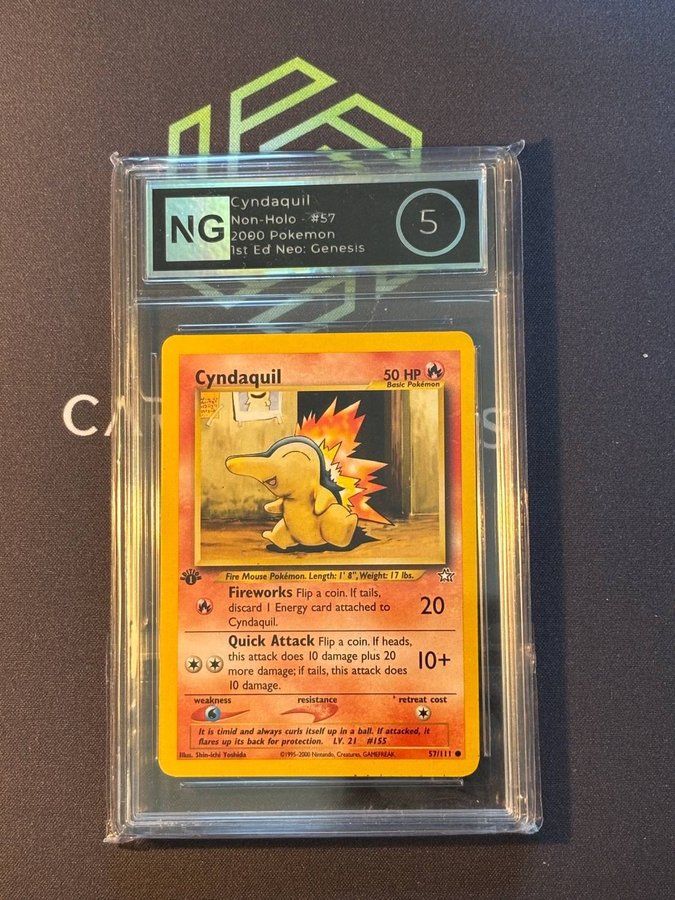 NG
Cyndaquil
Non-Holo - #57
2000 Pokemon
1st Ed Neo: Genesis
5
CA
S
Cyndaquil
50 HP
Basic Pokémon
EDITION
1
Fire Mouse Pokémon. Length: 1' 8", Weight: 17 lbs.
Fireworks Flip a coin. If tails,
discard 1 Energy card attached to
Cyndaquil.
20
Quick Attack Flip a coin. If heads,
this attack does 10 damage plus 20
more damage; if tails, this attack does
10 damage.
10+
weakness
resistance
retreat cost
It is timid and always curls itself up in a ball. If attacked, it
flares up its back for protection. LV. 21 #155
Illus. Shin-ichi Yoshida
©1995-2000 Nintendo, Creatures, GAMEFREAK.
57/111